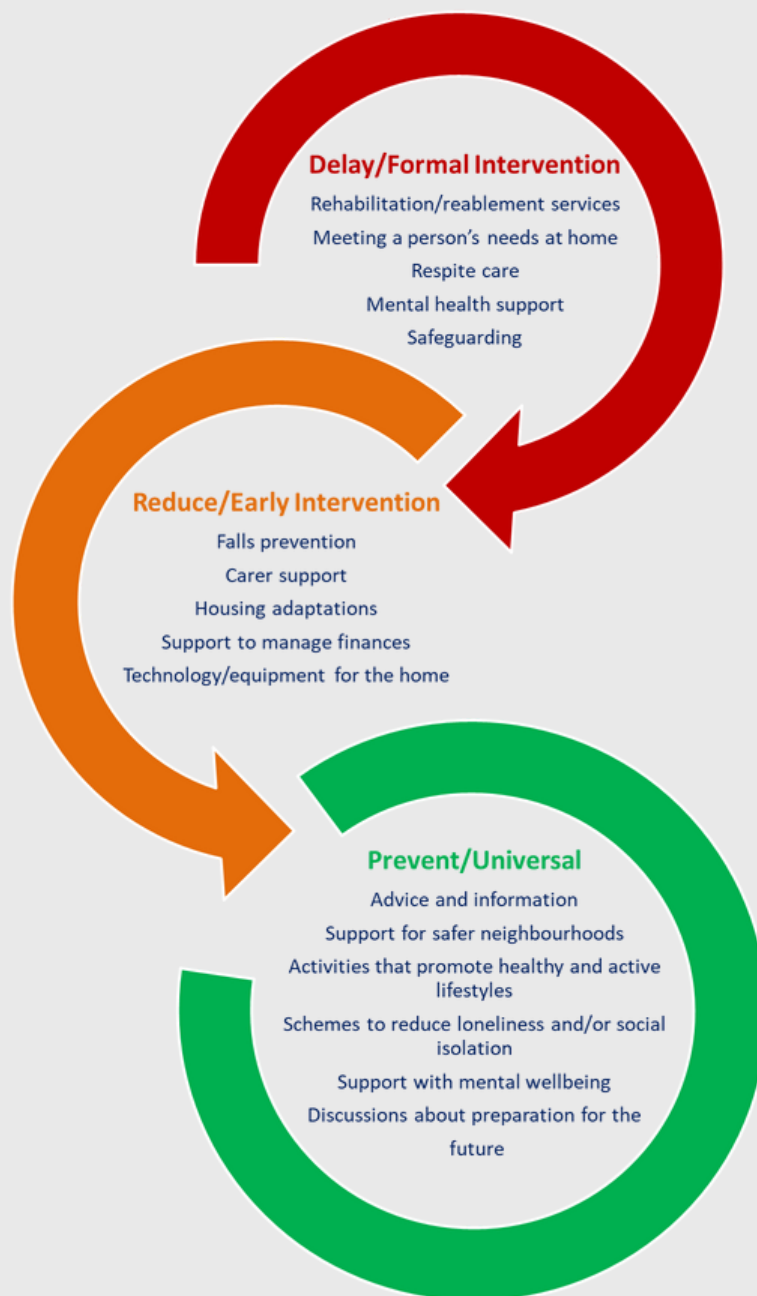 Delay/Formal Intervention
Rehabilitation/reablement services
Meeting a person's needs at home
Respite care
Mental health support
Safeguarding
Reduce/Early Intervention
Falls prevention
Carer support
Housing adaptations
Support to manage finances
Technology/equipment for the home
Prevent/Universal
Advice and information
Support for safer neighbourhoods
Activities that promote healthy and active
lifestyles
Schemes to reduce loneliness and/or social
isolation
Support with mental wellbeing
Discussions about preparation for the
future